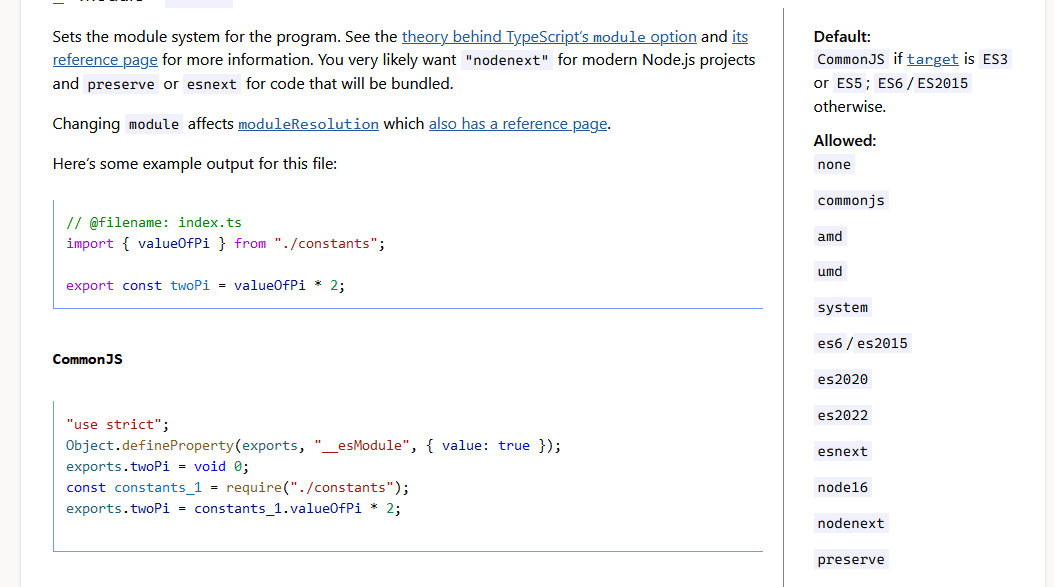 Sets the module system for the program. See the theory behind TypeScript's module option and its
reference page for more information. You very likely want "nodenext" for modern Node.js projects
and preserve or esnext for code that will be bundled.
Changing module affects moduleResolution which also has a reference page.
Here's some example output for this file:
// @filename: index.ts
import { valueOfPi } from "./constants";
export const twoPi = valueOfPi * 2;
CommonJS
"use strict";
Object.defineProperty(exports, "__esModule", { value: true });
exports.twoPi = void 0;
const constants_1 = require("./constants");
exports.twoPi = constants_1.valueOfPi * 2;
Default:
CommonJS if target is ES3
or ES5; ES6/ES2015
otherwise.
Allowed:
none
commonjs
amd
umd
system
es6/es2015
es2020
es2022
esnext
node16
nodenext
preserve